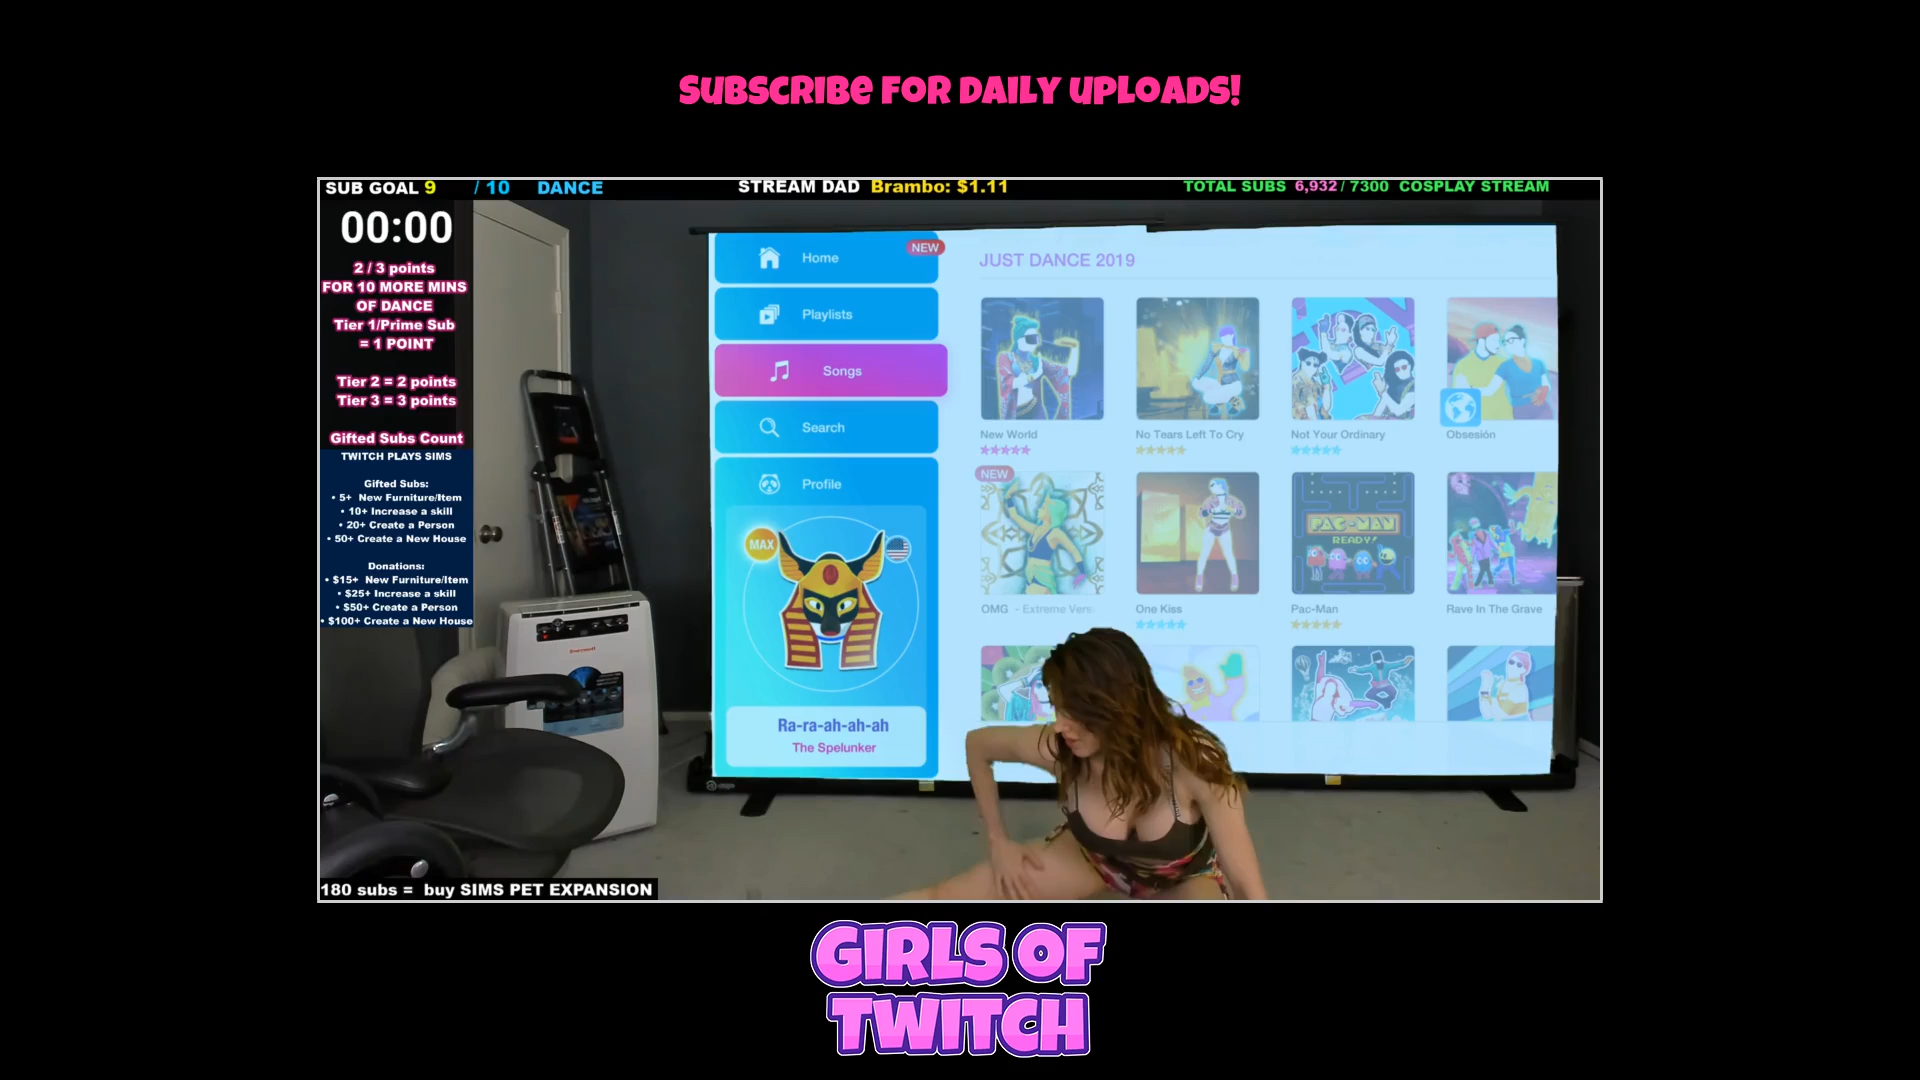 SUBSCRIBE FOR DAILY UPLOADS!
SUB GOAL 9 / 10 DANCE
STREAM DAD Brambo: $1.11
TOTAL SUBS 6,932 / 7300 COSPLAY STREAM
00:00
2 / 3 points
FOR 10 MORE MINS
OF DANCE
Tier 1/Prime Sub
= 1 POINT
Tier 2 = 2 points
Tier 3 = 3 points
Gifted Subs Count
TWITCH PLAYS SIMS
Gifted Subs:
• 5+ New Furniture/Item
• 10+ Increase a skill
• 20+ Create a Person
• 50+ Create a New House
Donations:
• $15+ New Furniture/Item
• $25+ Increase a skill
• $50+ Create a Person
• $100+ Create a New House
180 subs = buy SIMS PET EXPANSION
Home
NEW
Playlists
Songs
Search
Profile
MAX
Ra-ra-ah-ah-ah
The Spelunker
JUST DANCE 2019
New World
No Tears Left To Cry
Not Your Ordinary
Obsesión
NEW
PAC-MAN
READY!
OMG - Extreme Vers
One Kiss
Pac-Man
Rave In The Grave
GIRLS OF
TWITCH